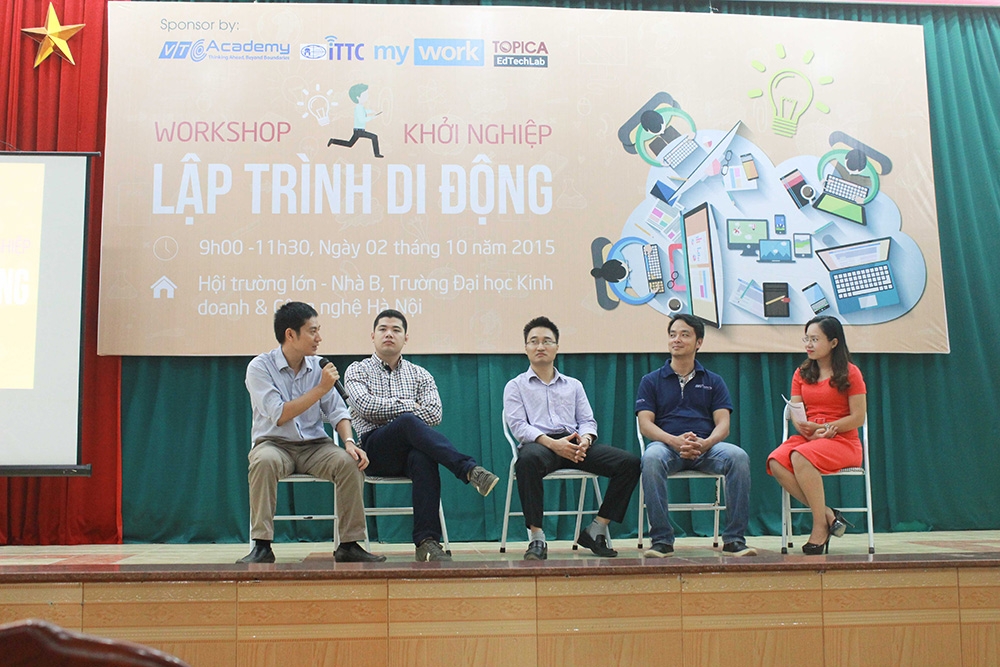 Sponsor by:
VTC Academy
Thinking Ahead. Beyond Boundaries
iTTC
my work
TOPICA
EdTechLab
WORKSHOP KHỞI NGHIỆP
LẬP TRÌNH DI ĐỘNG
9h00 -11h30, Ngày 02 tháng 10 năm 2015
Hội trường lớn - Nhà B, Trường Đại học Kinh
doanh & Công nghệ Hà Nội